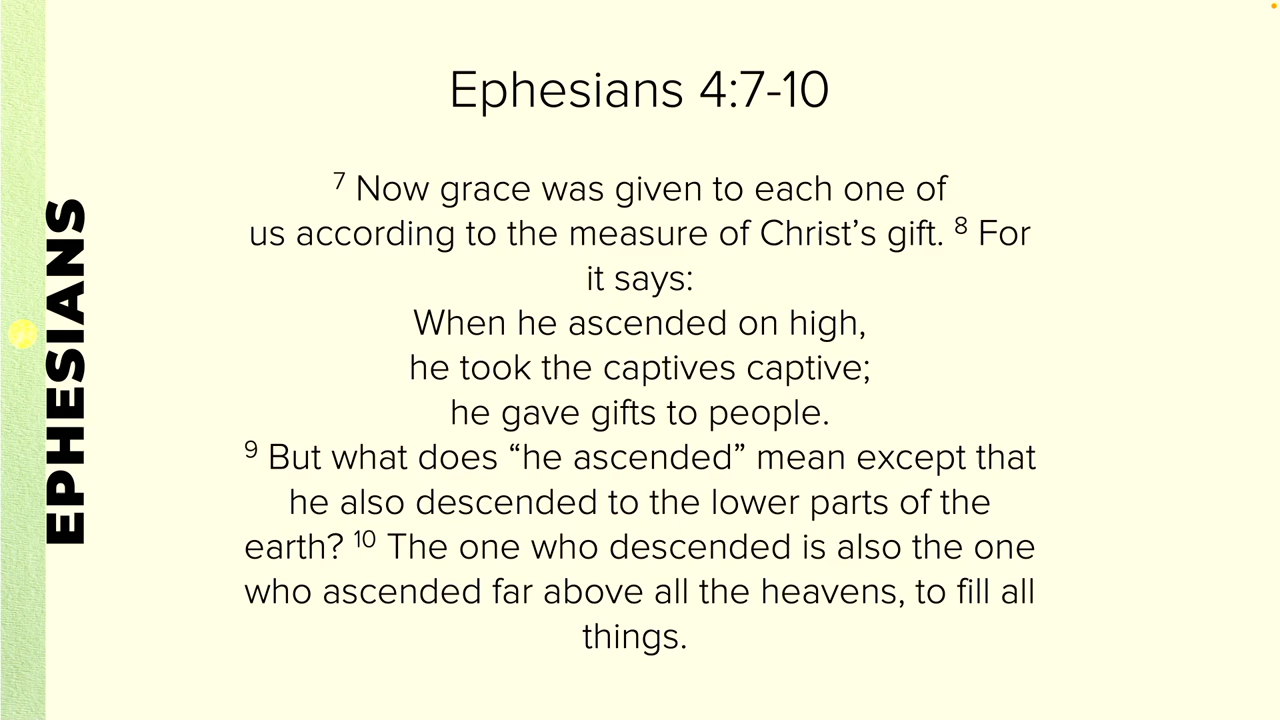 Ephesians 4:7-10
7 Now grace was given to each one of
us according to the measure of Christ’s gift. 8 For
it says:
When he ascended on high,
he took the captives captive;
he gave gifts to people.
9 But what does “he ascended” mean except that
he also descended to the lower parts of the
earth? 10 The one who descended is also the one
who ascended far above all the heavens, to fill all
things.
EPHESIANS